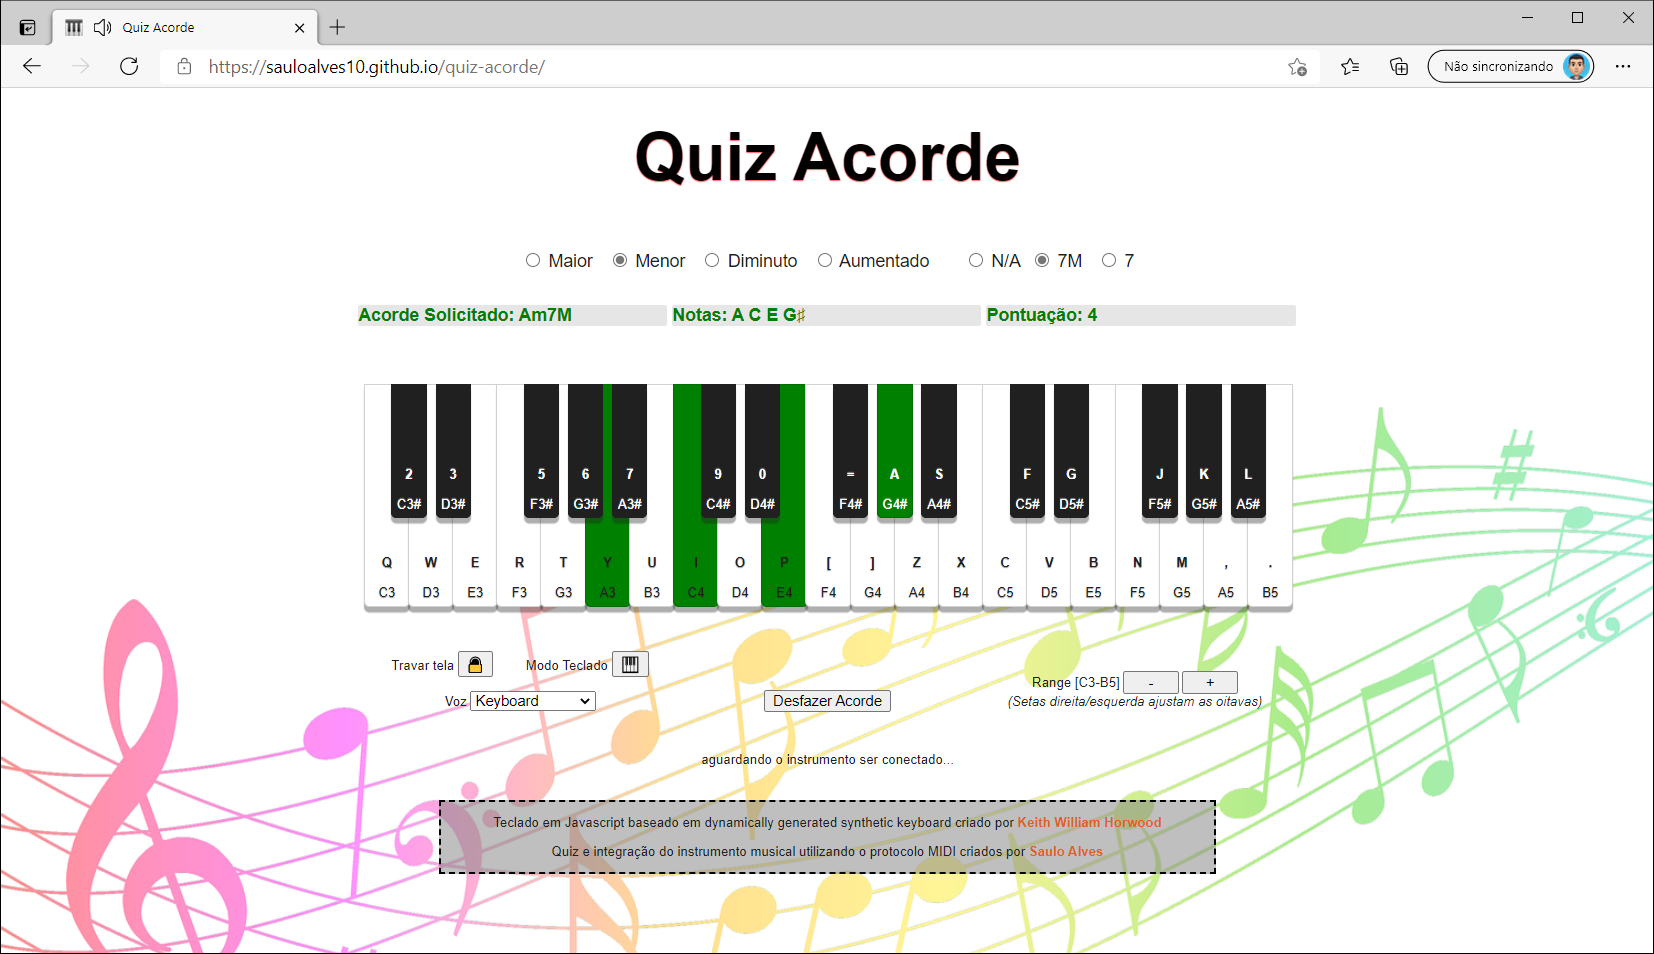 Quiz Acorde
https://sauloalves10.github.io/quiz-acorde/
Não sincronizando
Quiz Acorde
Maior Menor Diminuto Aumentado N/A 7M 7
Acorde Solicitado: Am7M Notas: A C E G♯ Pontuação: 4
2 3 5 6 7 9 0 = A S F G J K L
C3# D3# F3# G3# A3# C4# D4# F4# G4# A4# C5# D5# F5# G5# A5#
Q W E R T Y U I O P [ ] Z X C V B N M , .
C3 D3 E3 F3 G3 A3 B3 C4 D4 E4 F4 G4 A4 B4 C5 D5 E5 F5 G5 A5 B5
Travar tela Modo Teclado
Range [C3-B5] - +
Voz Keyboard Desfazer Acorde (Setas direita/esquerda ajustam as oitavas)
aguardando o instrumento ser conectado...
Teclado em Javascript baseado em dynamically generated synthetic keyboard criado por Keith William Horwood
Quiz e integração do instrumento musical utilizando o protocolo MIDI criados por Saulo Alves